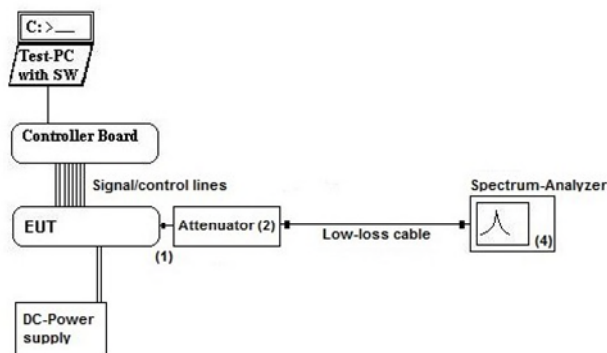 C:>__
Test-PC
with SW
Controller Board
Signal/control lines
Spectrum-Analyzer
EUT
Attenuator (2)
Low-loss cable
(4)
(1)
DC-Power
supply